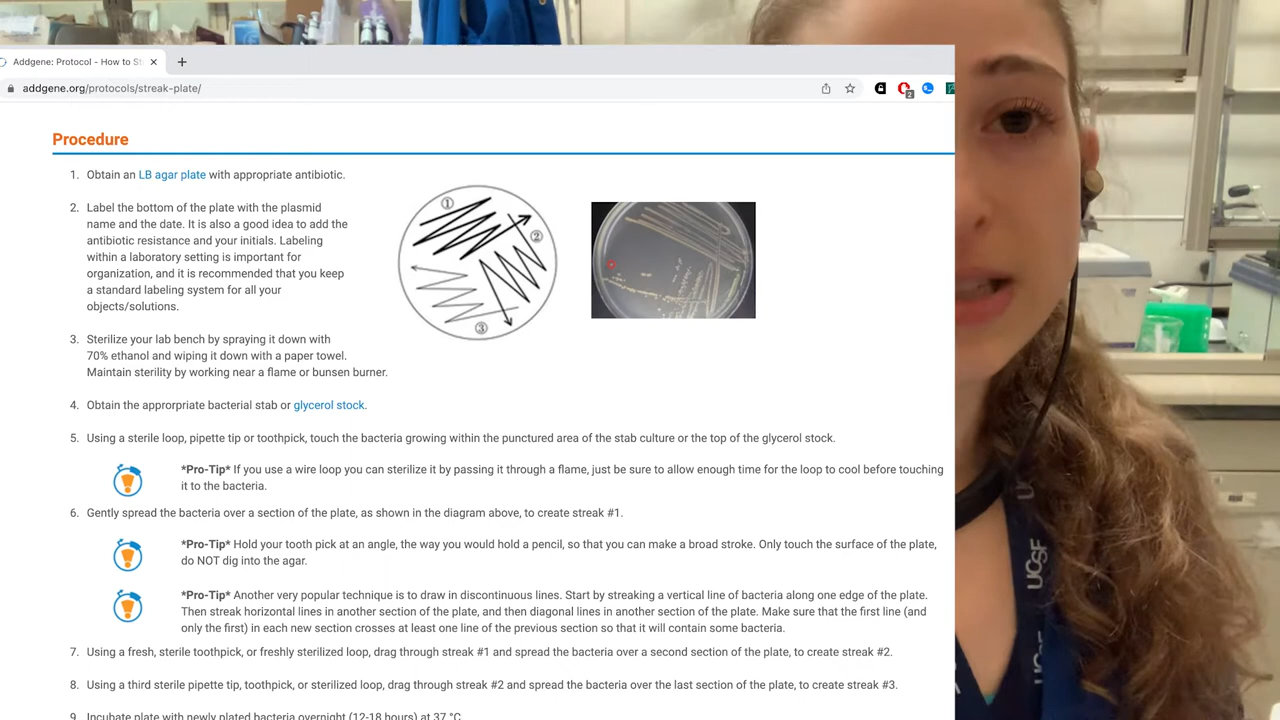 Addgene: Protocol - How to St
addgene.org/protocols/streak-plate/
2
Procedure
1. Obtain an LB agar plate with appropriate antibiotic.
2. Label the bottom of the plate with the plasmid
name and the date. It is also a good idea to add the
antibiotic resistance and your initials. Labeling
within a laboratory setting is important for
organization, and it is recommended that you keep
a standard labeling system for all your
objects/solutions.
①
②
③
3. Sterilize your lab bench by spraying it down with
70% ethanol and wiping it down with a paper towel.
Maintain sterility by working near a flame or bunsen burner.
4. Obtain the approrpriate bacterial stab or glycerol stock.
5. Using a sterile loop, pipette tip or toothpick, touch the bacteria growing within the punctured area of the stab culture or the top of the glycerol stock.
*Pro-Tip* If you use a wire loop you can sterilize it by passing it through a flame, just be sure to allow enough time for the loop to cool before touching
it to the bacteria.
6. Gently spread the bacteria over a section of the plate, as shown in the diagram above, to create streak #1.
*Pro-Tip* Hold your tooth pick at an angle, the way you would hold a pencil, so that you can make a broad stroke. Only touch the surface of the plate,
do NOT dig into the agar.
*Pro-Tip* Another very popular technique is to draw in discontinuous lines. Start by streaking a vertical line of bacteria along one edge of the plate.
Then streak horizontal lines in another section of the plate, and then diagonal lines in another section of the plate. Make sure that the first line (and
only the first) in each new section crosses at least one line of the previous section so that it will contain some bacteria.
7. Using a fresh, sterile toothpick, or freshly sterilized loop, drag through streak #1 and spread the bacteria over a second section of the plate, to create streak #2.
8. Using a third sterile pipette tip, toothpick, or sterilized loop, drag through streak #2 and spread the bacteria over the last section of the plate, to create streak #3.
9. Incubate plate with newly plated bacteria overnight (12-18 hours) at 37 °C.
UCSF
UCSF